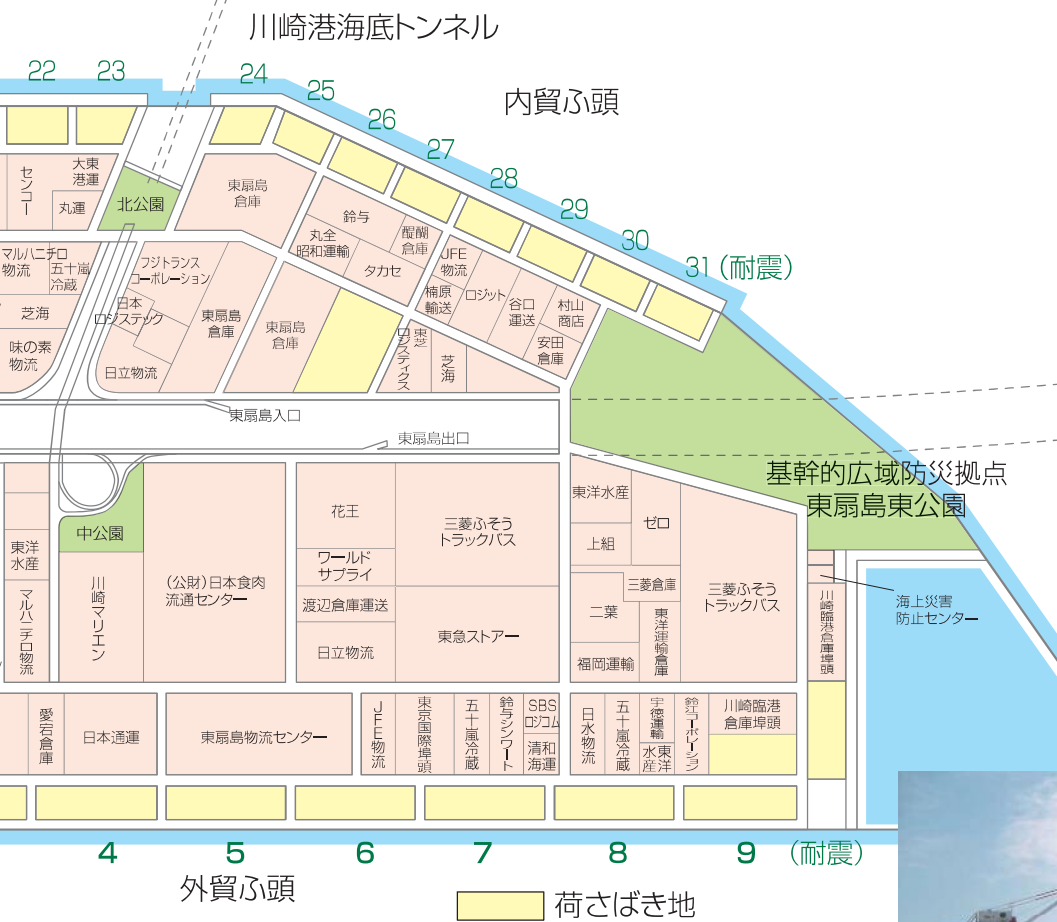 川崎港海底トンネル
22
23
24
25
内貿ふ頭
26
27
28
29
30
31(耐震)
センコー
大東
港運
丸運
北公園
東扇島
倉庫
鈴与
丸全
昭和運輸
醍醐
倉庫
タカセ
JFE
物流
楠原
輸送
ロジット
谷口
運送
村山
商店
安田
倉庫
マルハニチロ
物流
五十嵐
冷蔵
芝海
味の素
物流
フジトランス
コーポレーション
日本
ロジステック
日立物流
東扇島
倉庫
東扇島
倉庫
東芝
ロジスティクス
芝海
東扇島入口
東扇島出口
基幹的広域防災拠点
東扇島東公園
東洋
水産
マルハニチロ物流
中公園
川崎マリエン
(公財)日本食肉
流通センター
花王
ワールド
サプライ
渡辺倉庫運送
日立物流
三菱ふそう
トラックバス
東急ストアー
東洋水産
ゼロ
上組
三菱倉庫
二葉
東洋運輸倉庫
福岡運輸
三菱ふそう
トラックバス
川崎臨港倉庫埠頭
海上災害
防止センター
愛宕倉庫
日本通運
東扇島物流センター
JFE物流
東京国際埠頭
五十嵐冷蔵
鈴与シンワート
SBS
ロジコム
清和
海運
日水物流
五十嵐冷蔵
宇徳運輸
東洋
水産
鈴江コーポレーション
川崎臨港
倉庫埠頭
4
5
6
7
8
9
(耐震)
外貿ふ頭
荷さばき地